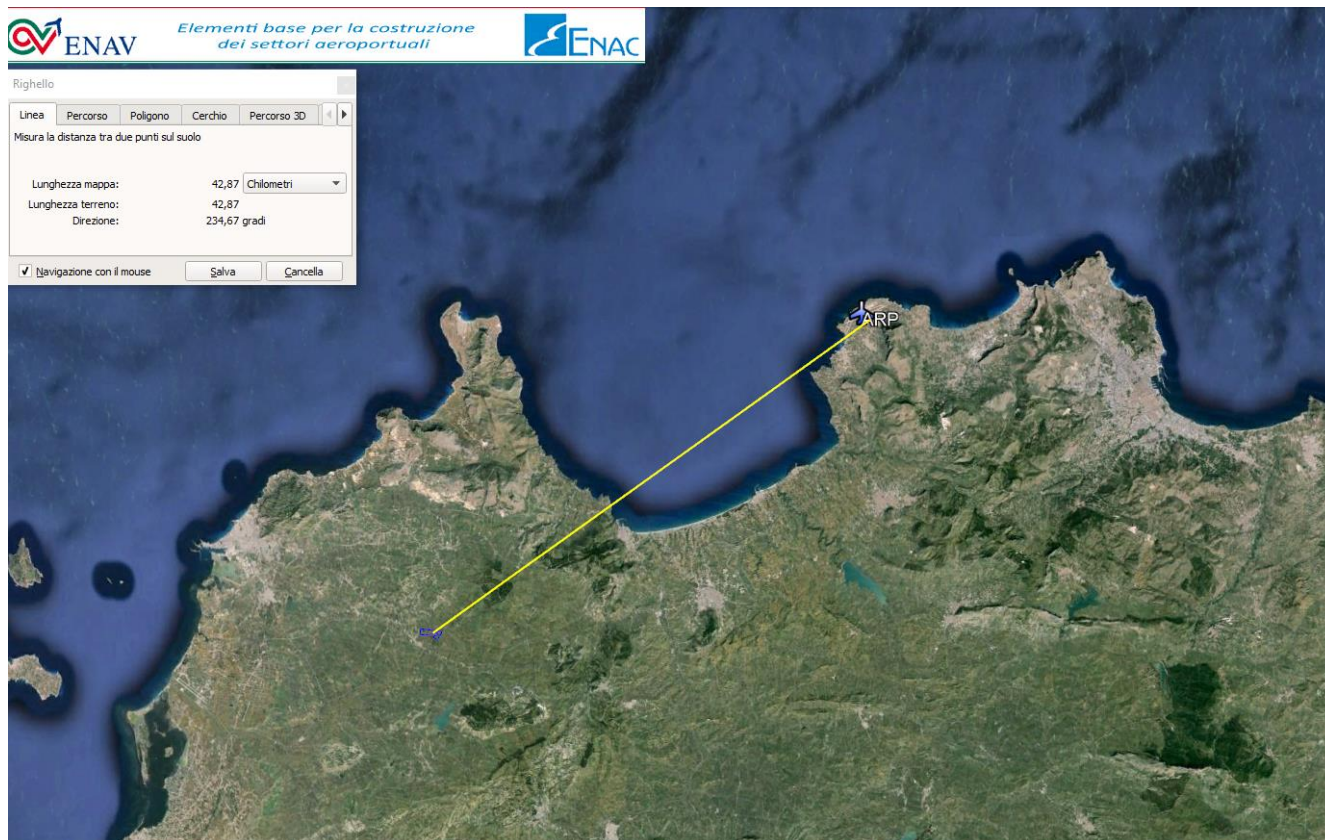 ENAV
Elementi base per la costruzione
dei settori aeroportuali
ENAC
Righello
Linea Percorso Poligono Cerchio Percorso 3D
Misura la distanza tra due punti sul suolo
Lunghezza mappa: 42,87 Chilometri
Lunghezza terreno: 42,87
Direzione: 234,67 gradi
Navigazione con il mouse Salva Cancella
ARP